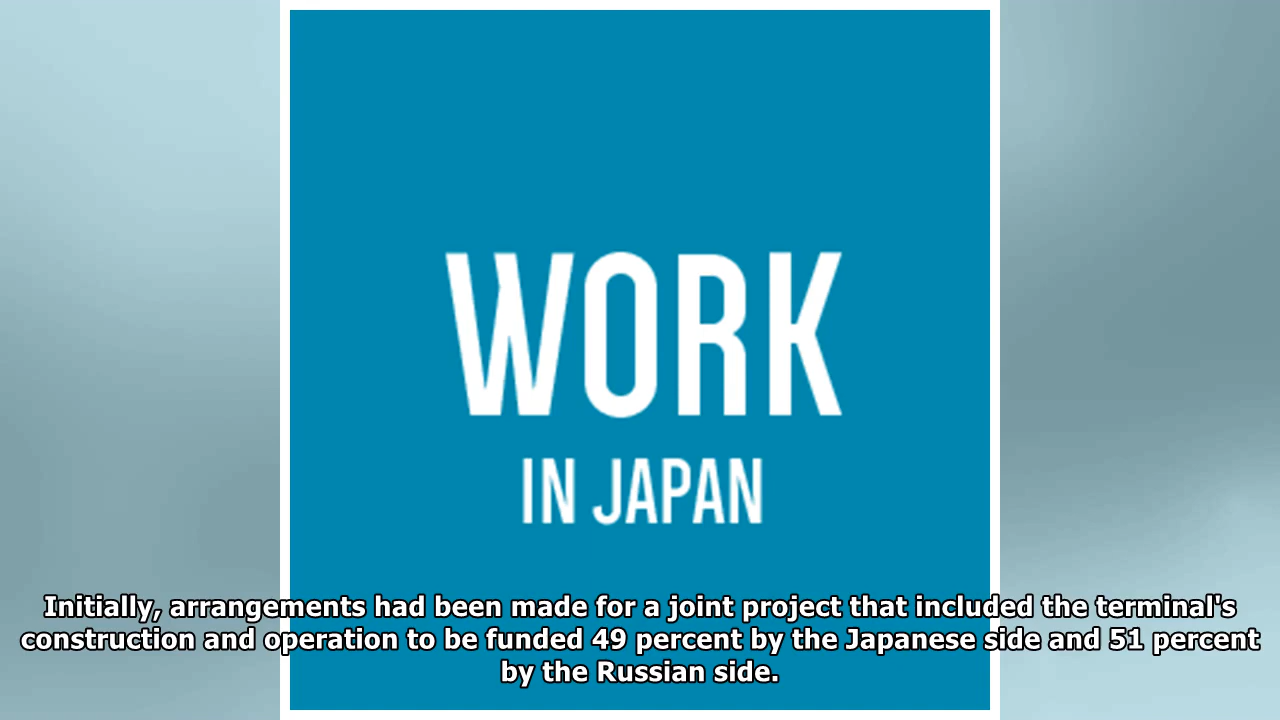 WORK
IN JAPAN
Initially, arrangements had been made for a joint project that included the terminal's
construction and operation to be funded 49 percent by the Japanese side and 51 percent
by the Russian side.